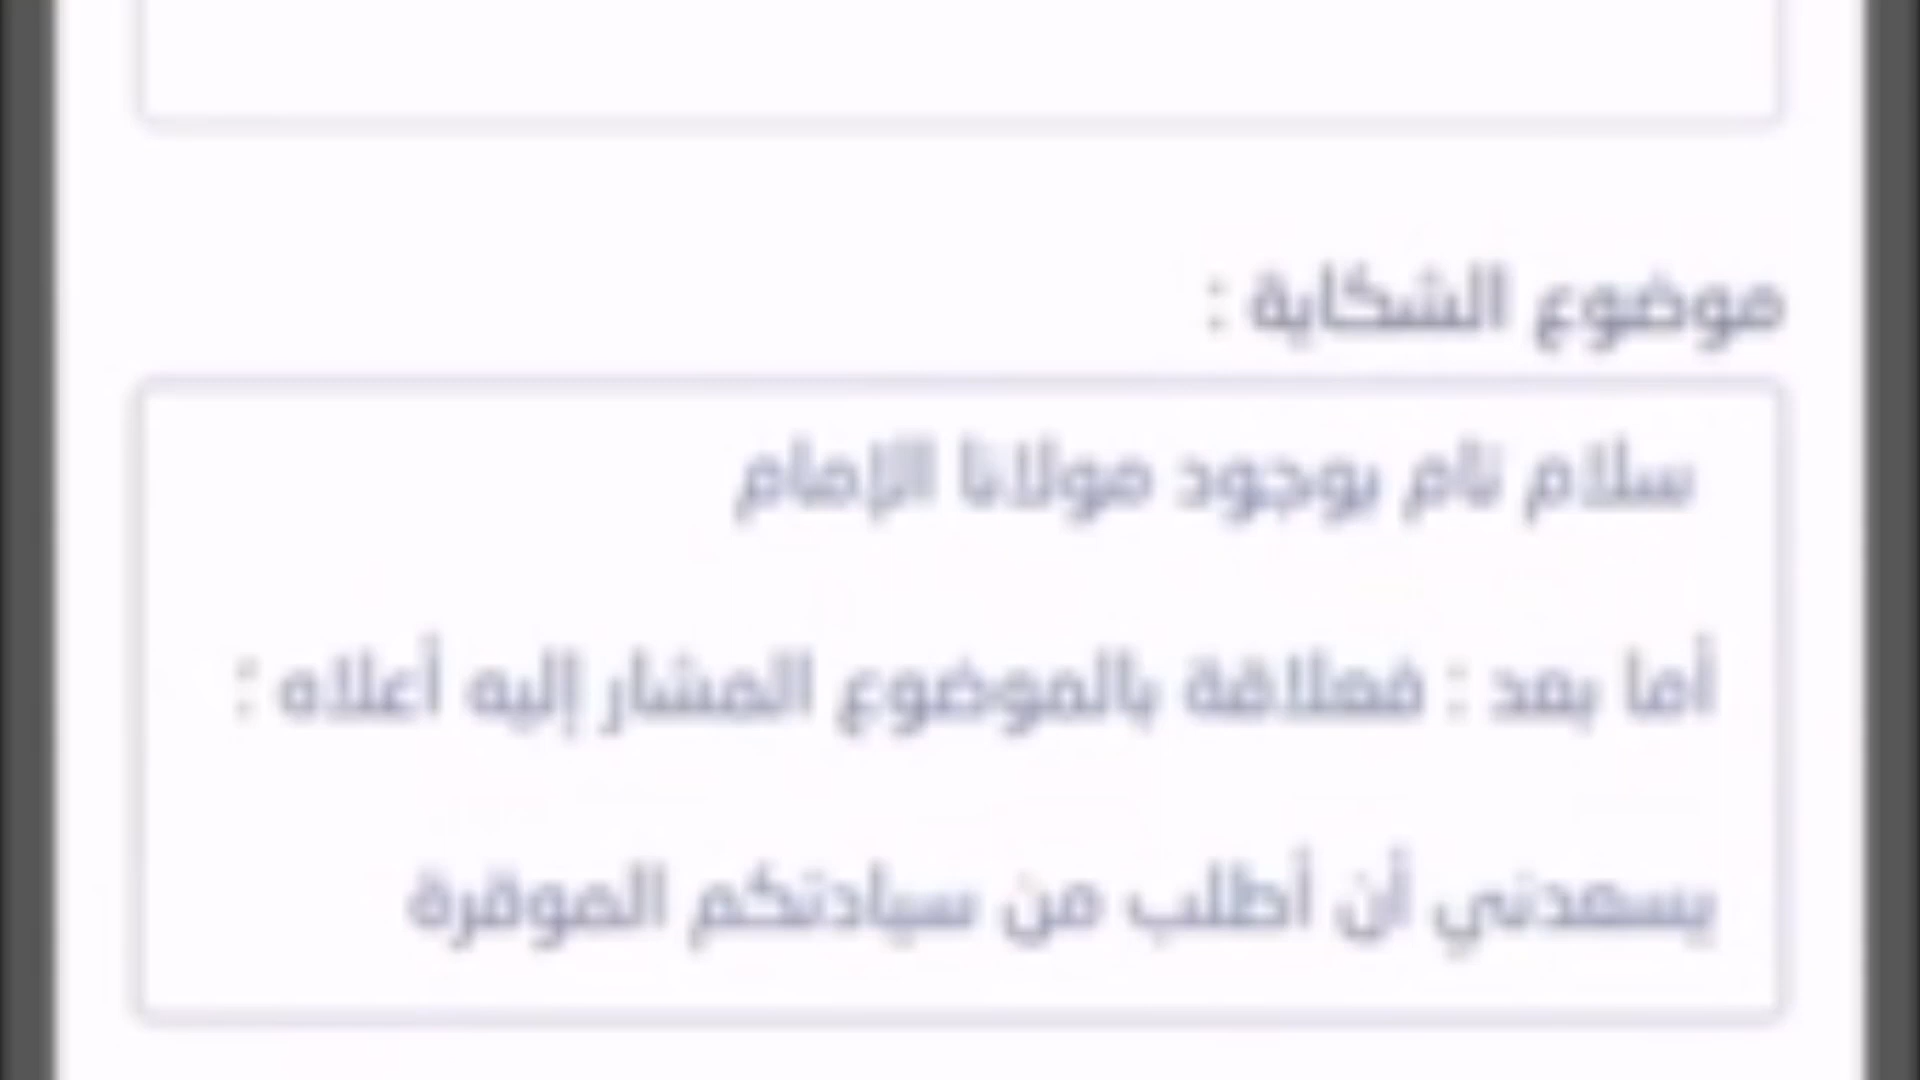 موضوع الشكاية :
سلام تام بوجود مولانا الإمام
أما بعد : فعلاقة بالموضوع المشار إليه أعلاه :
يسعدني أن أطلب من سيادتكم الموقرة